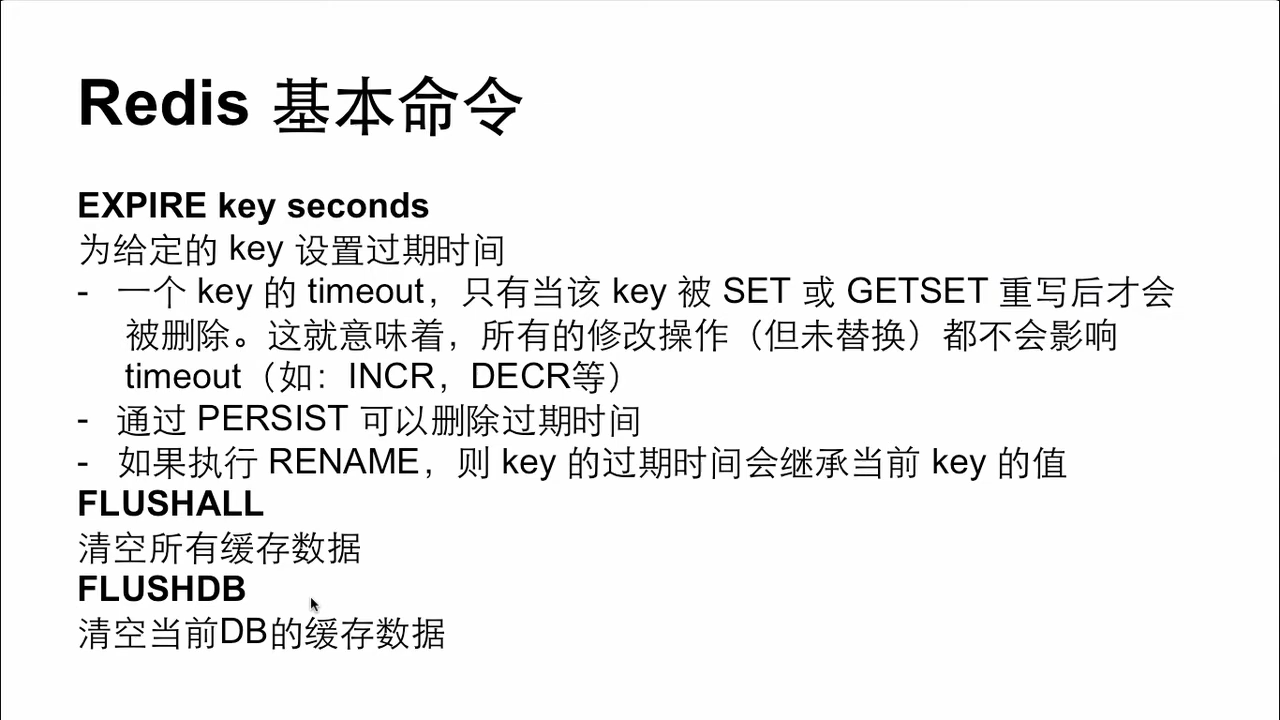 Redis 基本命令
EXPIRE key seconds
为给定的 key 设置过期时间
- 一个 key 的 timeout，只有当该 key 被 SET 或 GETSET 重写后才会
被删除。这就意味着，所有的修改操作（但未替换）都不会影响
timeout（如：INCR，DECR等）
- 通过 PERSIST 可以删除过期时间
- 如果执行 RENAME，则 key 的过期时间会继承当前 key 的值
FLUSHALL
清空所有缓存数据
FLUSHDB
清空当前DB的缓存数据